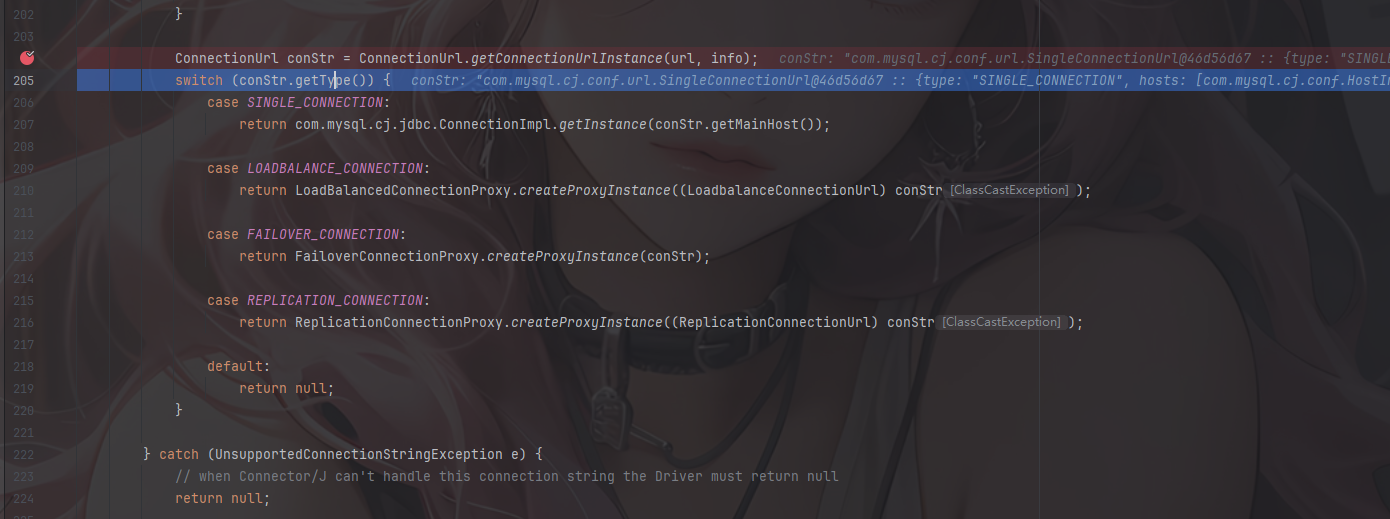 202 }
203
ConnectionUrl conStr = ConnectionUrl.getConnectionUrlInstance(url, info); conStr: "com.mysql.cj.conf.url.SingleConnectionUrl@46d56d67 :: {type: "SINGLE
205 switch (conStr.getType()) { conStr: "com.mysql.cj.conf.url.SingleConnectionUrl@46d56d67 :: {type: "SINGLE_CONNECTION", hosts: [com.mysql.cj.conf.HostIn
206 case SINGLE_CONNECTION:
207 return com.mysql.cj.jdbc.ConnectionImpl.getInstance(conStr.getMainHost());
208
209 case LOADBALANCE_CONNECTION:
210 return LoadBalancedConnectionProxy.createProxyInstance((LoadbalanceConnectionUrl) conStr [ClassCastException] );
211
212 case FAILOVER_CONNECTION:
213 return FailoverConnectionProxy.createProxyInstance(conStr);
214
215 case REPLICATION_CONNECTION:
216 return ReplicationConnectionProxy.createProxyInstance((ReplicationConnectionUrl) conStr [ClassCastException] );
217
218 default:
219 return null;
220 }
221
222 } catch (UnsupportedConnectionStringException e) {
223 // when Connector/J can't handle this connection string the Driver must return null
224 return null;